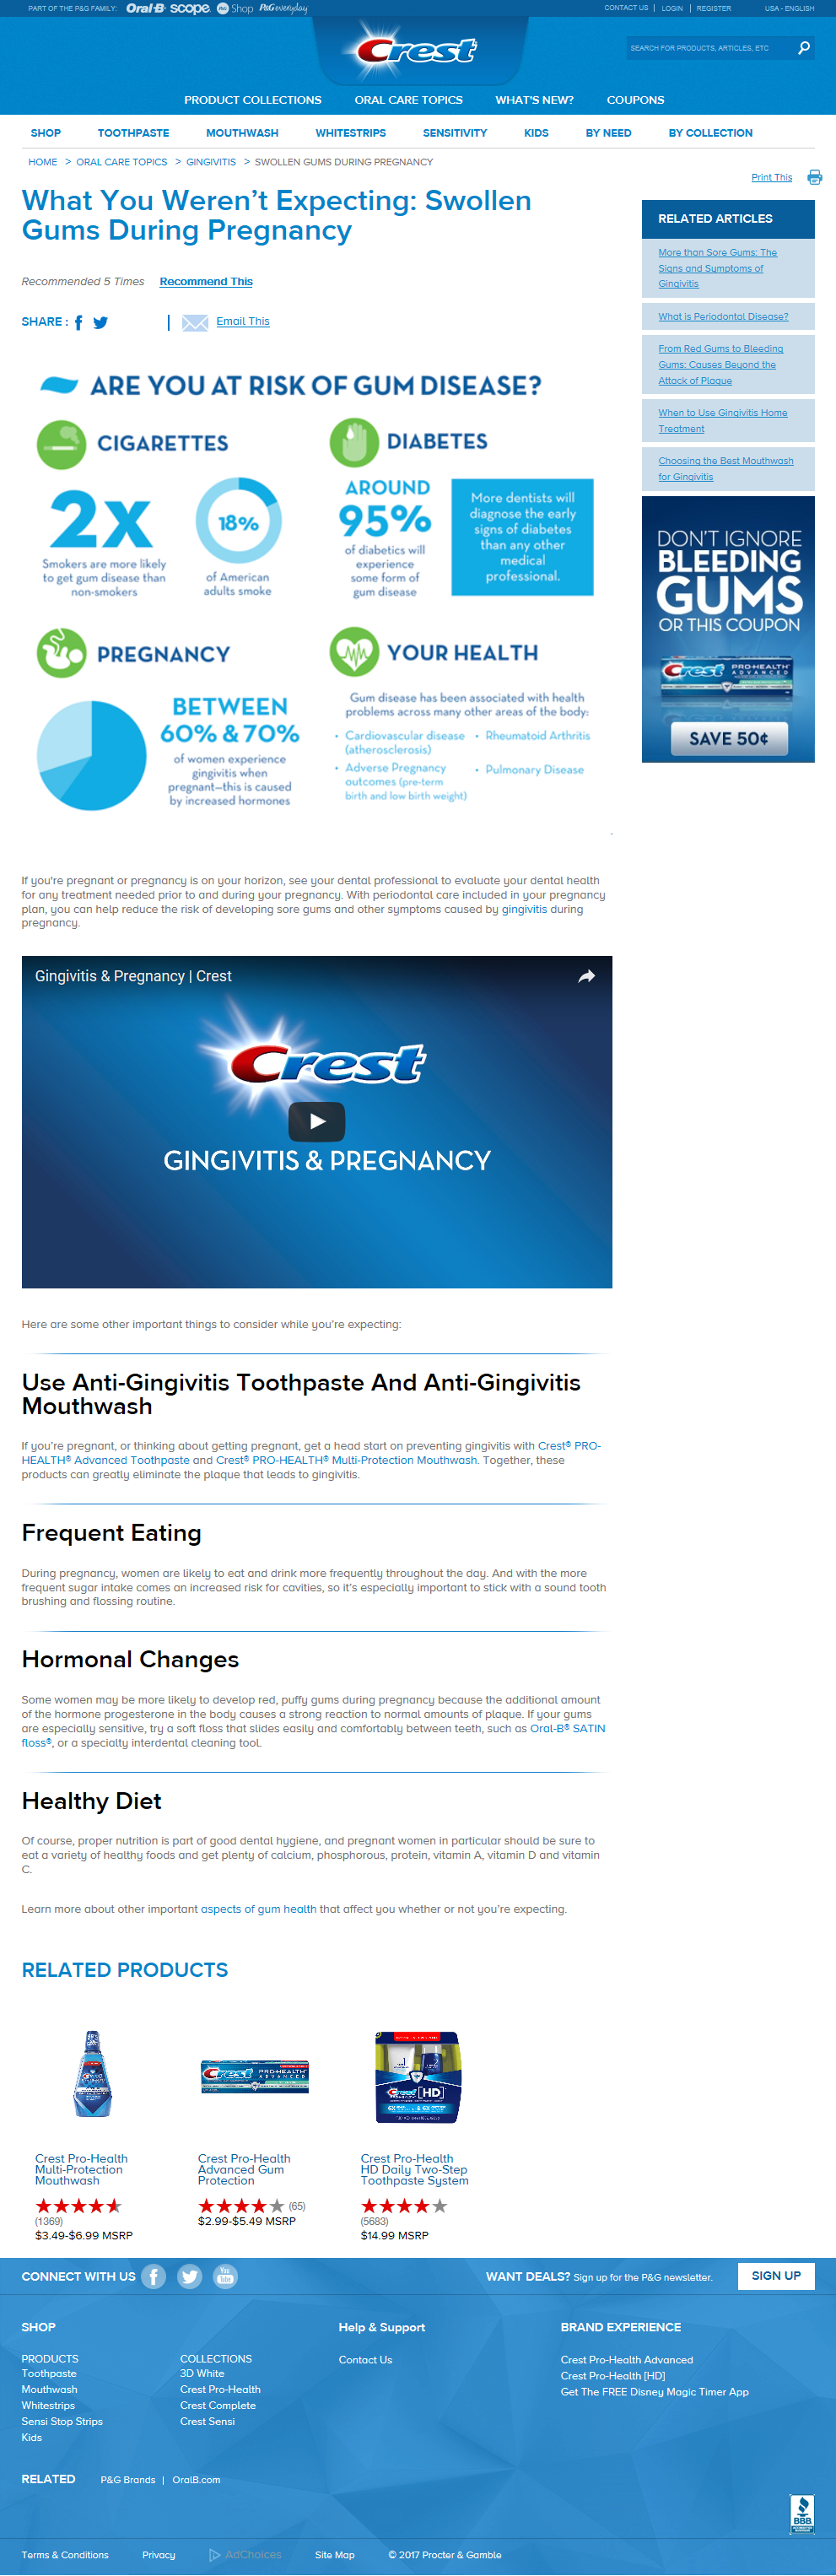 PART OF THE P&G FAMILY: Oral-B scope P&G Shop P&G everyday
CONTACT US | LOGIN | REGISTER USA - ENGLISH
Crest
SEARCH FOR PRODUCTS, ARTICLES, ETC
PRODUCT COLLECTIONS ORAL CARE TOPICS WHAT'S NEW? COUPONS
SHOP TOOTHPASTE MOUTHWASH WHITESTRIPS SENSITIVITY KIDS BY NEED BY COLLECTION
HOME > ORAL CARE TOPICS > GINGIVITIS > SWOLLEN GUMS DURING PREGNANCY
Print This
What You Weren't Expecting: Swollen
Gums During Pregnancy
Recommended 5 Times Recommend This
SHARE :
| Email This
RELATED ARTICLES
More than Sore Gums: The
Signs and Symptoms of
Gingivitis
What is Periodontal Disease?
From Red Gums to Bleeding
Gums: Causes Beyond the
Attack of Plaque
When to Use Gingivitis Home
Treatment
Choosing the Best Mouthwash
for Gingivitis
DON'T IGNORE
BLEEDING
GUMS
OR THIS COUPON
Crest PRO-HEALTH
ADVANCED
SAVE 50¢
ARE YOU AT RISK OF GUM DISEASE?
CIGARETTES
2x
Smokers are more likely
to get gum disease than
non-smokers
18%
of American
adults smoke
DIABETES
AROUND
95%
of diabetics will
experience
some form of
gum disease
More dentists will
diagnose the early
signs of diabetes
than any other
medical
professional.
PREGNANCY
BETWEEN
60% & 70%
of women experience
gingivitis when
pregnant—this is caused
by increased hormones
YOUR HEALTH
Gum disease has been associated with health
problems across many other areas of the body:
• Cardiovascular disease
(atherosclerosis)
• Adverse Pregnancy
outcomes (pre-term
birth and low birth weight)
• Rheumatoid Arthritis
• Pulmonary Disease
.
If you're pregnant or pregnancy is on your horizon, see your dental professional to evaluate your dental health
for any treatment needed prior to and during your pregnancy. With periodontal care included in your pregnancy
plan, you can help reduce the risk of developing sore gums and other symptoms caused by gingivitis during
pregnancy.
Gingivitis & Pregnancy | Crest
Crest
GINGIVITIS & PREGNANCY
Here are some other important things to consider while you're expecting:
Use Anti-Gingivitis Toothpaste And Anti-Gingivitis
Mouthwash
If you're pregnant, or thinking about getting pregnant, get a head start on preventing gingivitis with Crest® PRO-
HEALTH® Advanced Toothpaste and Crest® PRO-HEALTH® Multi-Protection Mouthwash. Together, these
products can greatly eliminate the plaque that leads to gingivitis.
Frequent Eating
During pregnancy, women are likely to eat and drink more frequently throughout the day. And with the more
frequent sugar intake comes an increased risk for cavities, so it's especially important to stick with a sound tooth
brushing and flossing routine.
Hormonal Changes
Some women may be more likely to develop red, puffy gums during pregnancy because the additional amount
of the hormone progesterone in the body causes a strong reaction to normal amounts of plaque. If your gums
are especially sensitive, try a soft floss that slides easily and comfortably between teeth, such as Oral-B® SATIN
floss®, or a specialty interdental cleaning tool.
Healthy Diet
Of course, proper nutrition is part of good dental hygiene, and pregnant women in particular should be sure to
eat a variety of healthy foods and get plenty of calcium, phosphorous, protein, vitamin A, vitamin D and vitamin
C.
Learn more about other important aspects of gum health that affect you whether or not you're expecting.
RELATED PRODUCTS
Crest PRO-HEALTH
ADVANCED
Crest [HD]
Crest Pro-Health
Multi-Protection
Mouthwash
(1369)
$3.49-$6.99 MSRP
Crest Pro-Health
Advanced Gum
Protection
(65)
$2.99-$5.49 MSRP
Crest Pro-Health
HD Daily Two-Step
Toothpaste System
(5683)
$14.99 MSRP
CONNECT WITH US You Tube
WANT DEALS? Sign up for the P&G newsletter. SIGN UP
SHOP
PRODUCTS
Toothpaste
Mouthwash
Whitestrips
Sensi Stop Strips
Kids
COLLECTIONS
3D White
Crest Pro-Health
Crest Complete
Crest Sensi
Help & Support
Contact Us
BRAND EXPERIENCE
Crest Pro-Health Advanced
Crest Pro-Health [HD]
Get The FREE Disney Magic Timer App
RELATED P&G Brands | OralB.com
BBB
Terms & Conditions Privacy AdChoices Site Map © 2017 Procter & Gamble